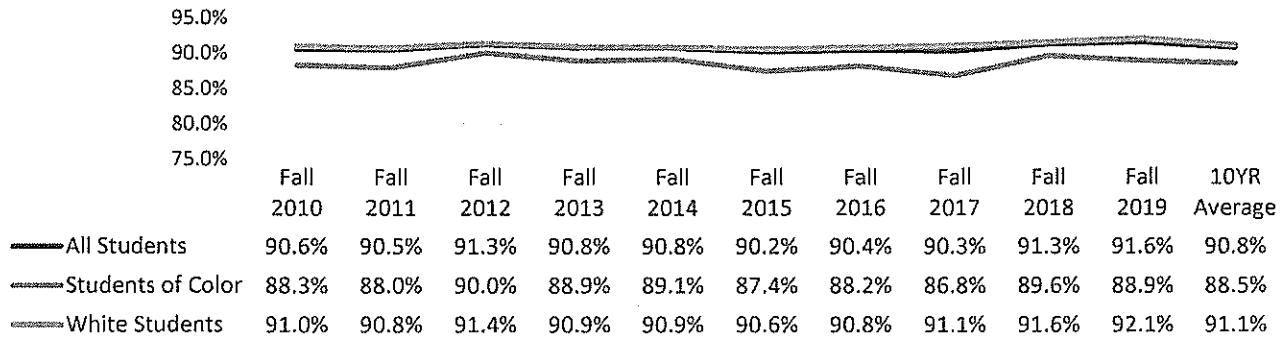 95.0%
90.0%
85.0%
80.0%
75.0%
Fall Fall Fall Fall Fall Fall Fall Fall Fall Fall 10YR
2010 2011 2012 2013 2014 2015 2016 2017 2018 2019 Average
All Students 90.6% 90.5% 91.3% 90.8% 90.8% 90.2% 90.4% 90.3% 91.3% 91.6% 90.8%
Students of Color 88.3% 88.0% 90.0% 88.9% 89.1% 87.4% 88.2% 86.8% 89.6% 88.9% 88.5%
White Students 91.0% 90.8% 91.4% 90.9% 90.9% 90.6% 90.8% 91.1% 91.6% 92.1% 91.1%